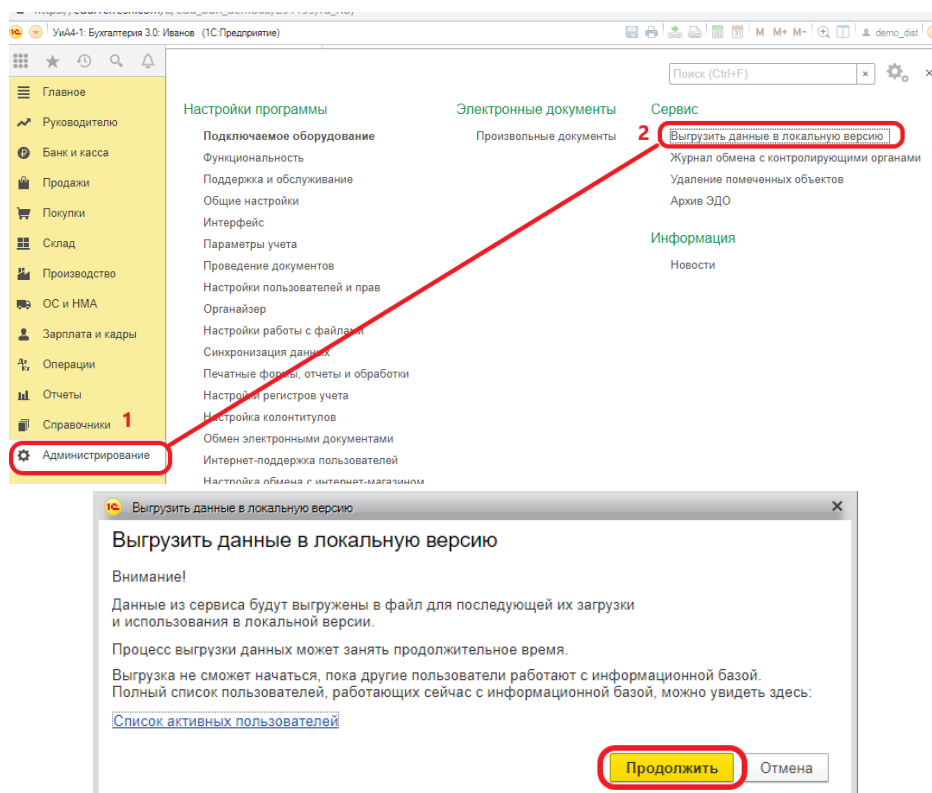 УиА4-1: Бухгалтерия 3.0: Иванов (1С:Предприятие)
M M+ M-
demo_dist
Поиск (Ctrl+F)
Главное
Руководителю
Банк и касса
Продажи
Покупки
Склад
Производство
ОС и НМА
Зарплата и кадры
Операции
Отчеты
Справочники
1
Администрирование
Настройки программы
Подключаемое оборудование
Функциональность
Поддержка и обслуживание
Общие настройки
Интерфейс
Параметры учета
Проведение документов
Настройки пользователей и прав
Органайзер
Настройки работы с файлами
Синхронизация данных
Печатные формы, отчеты и обработки
Настройки регистров учета
Настройка колонтитулов
Обмен электронными документами
Интернет-поддержка пользователей
Настройка обмена с интернет-магазином
Электронные документы
Произвольные документы
Сервис
2
Выгрузить данные в локальную версию
Журнал обмена с контролирующими органами
Удаление помеченных объектов
Архив ЭДО
Информация
Новости
Выгрузить данные в локальную версию
Выгрузить данные в локальную версию
Внимание!
Данные из сервиса будут выгружены в файл для последующей их загрузки
и использования в локальной версии.
Процесс выгрузки данных может занять продолжительное время.
Выгрузка не сможет начаться, пока другие пользователи работают с информационной базой.
Полный список пользователей, работающих сейчас с информационной базой, можно увидеть здесь:
Список активных пользователей
Продолжить
Отмена